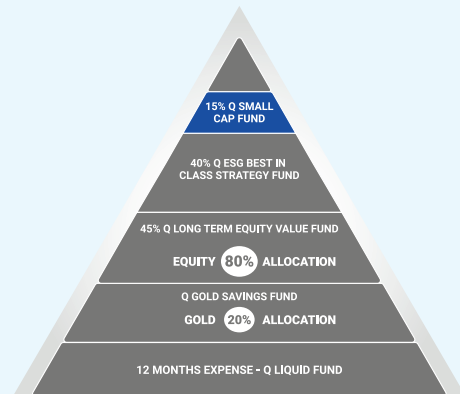 15% Q SMALL
CAP FUND
40% Q ESG BEST IN
CLASS STRATEGY FUND
45% Q LONG TERM EQUITY VALUE FUND
EQUITY 80% ALLOCATION
Q GOLD SAVINGS FUND
GOLD 20% ALLOCATION
12 MONTHS EXPENSE - Q LIQUID FUND